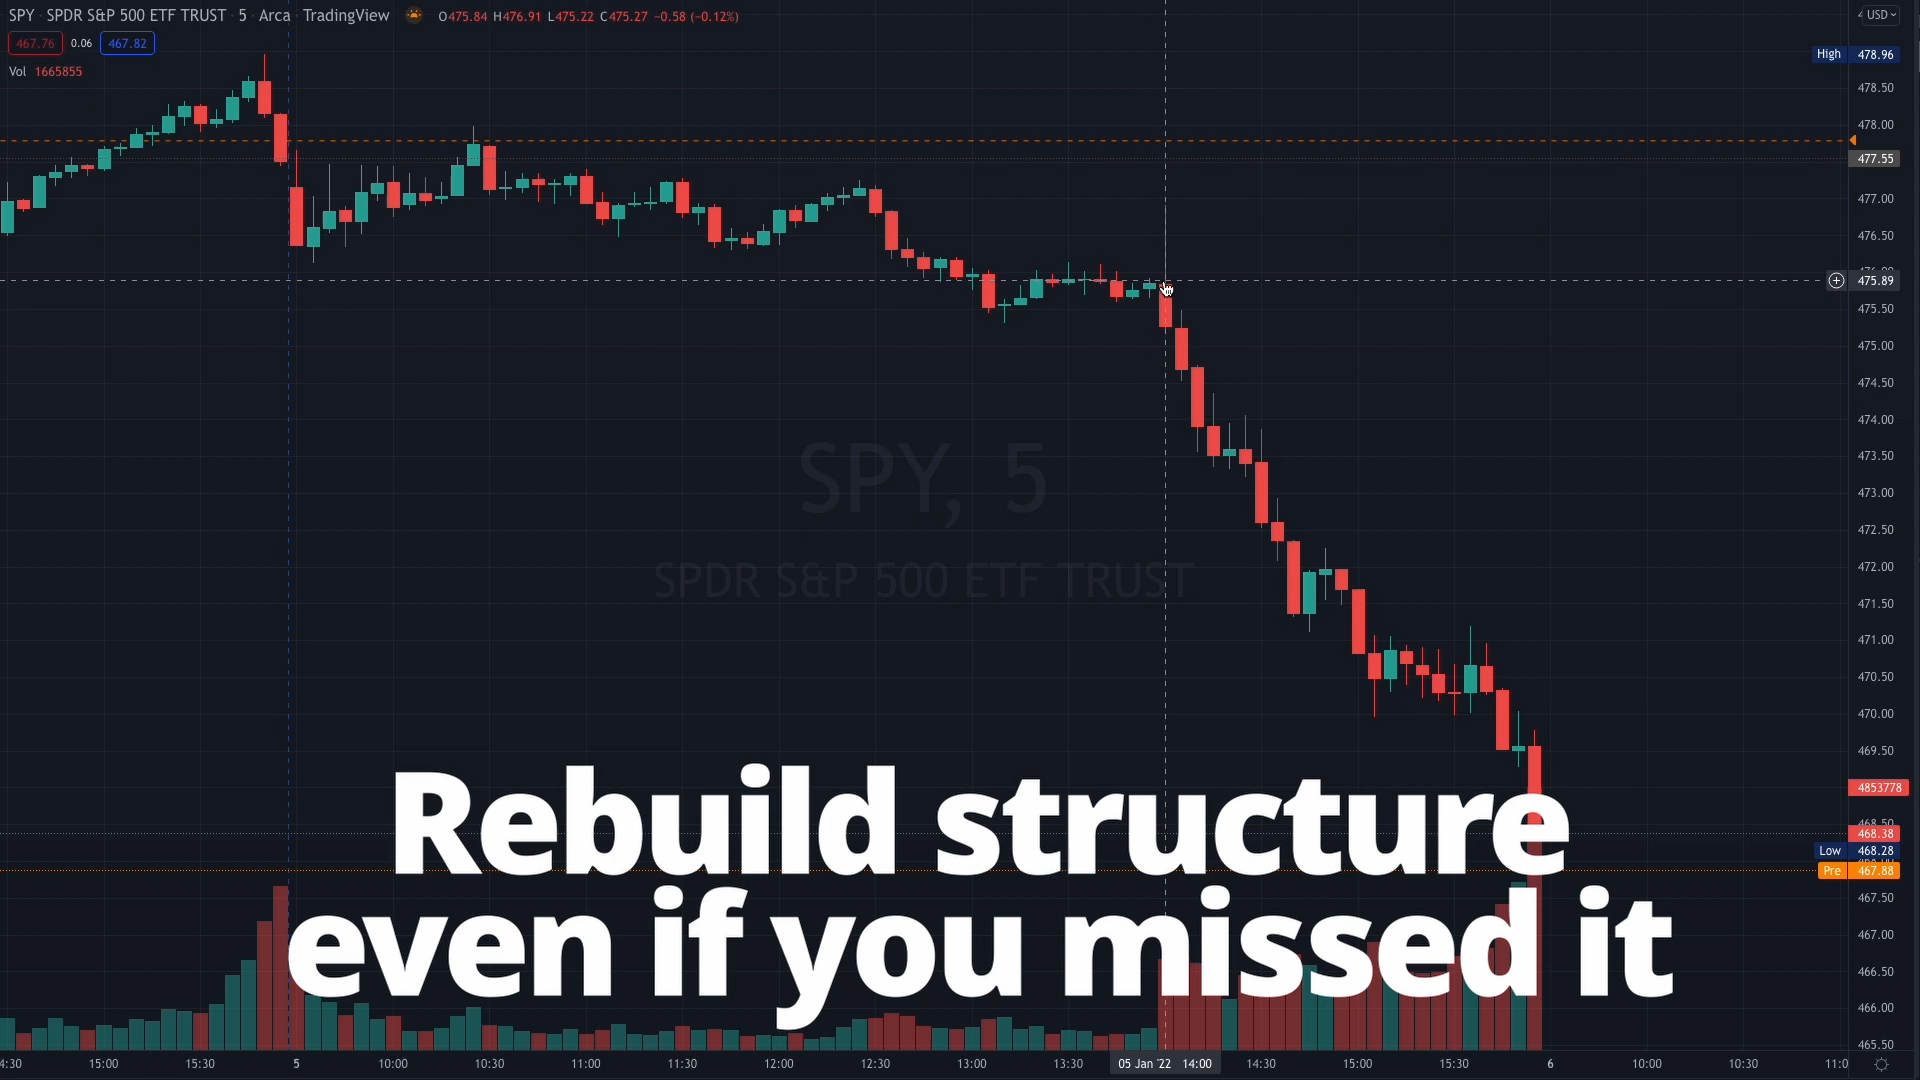 SPY · SPDR S&P 500 ETF TRUST · 5 · Arca · TradingView O475.84 H476.91 L475.22 C475.27 −0.58 (−0.12%)
USD
467.76 0.06 467.82
Vol 1665855
High 478.96
478.50
478.00
477.55
477.00
476.50
475.89
475.50
475.00
474.50
474.00
473.50
473.00
472.50
472.00
471.50
471.00
470.50
470.00
469.50
4853778
468.50
468.38
Low 468.28
Pre 467.88
467.50
467.00
466.50
466.00
465.50
SPY, 5
SPDR S&P 500 ETF TRUST
Rebuild structure
even if you missed it
4:30 15:00 15:30 5 10:00 10:30 11:00 11:30 12:00 12:30 13:00 13:30 05 Jan '22 14:00 14:30 15:00 15:30 6 10:00 10:30 11:0